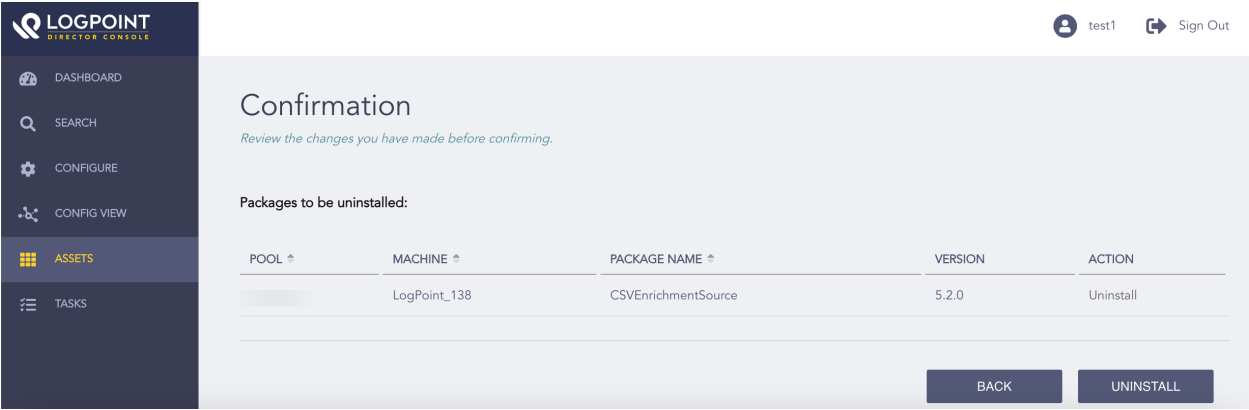 LOGPOINT
DIRECTOR CONSOLE
test1 Sign Out
DASHBOARD
SEARCH
CONFIGURE
CONFIG VIEW
ASSETS
TASKS
Confirmation
Review the changes you have made before confirming.
Packages to be uninstalled:
POOL MACHINE PACKAGE NAME VERSION ACTION
LogPoint_138 CSVEnrichmentSource 5.2.0 Uninstall
BACK UNINSTALL